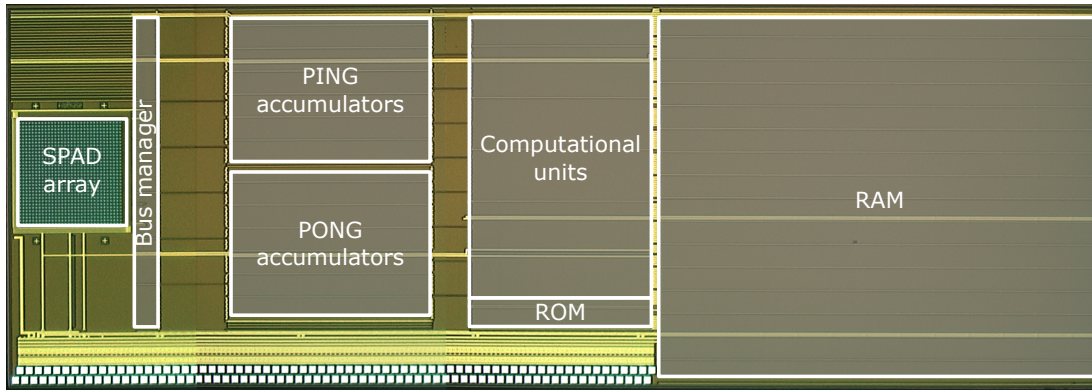 SPAD
array
Bus manager
PING
accumulators
PONG
accumulators
Computational
units
ROM
RAM